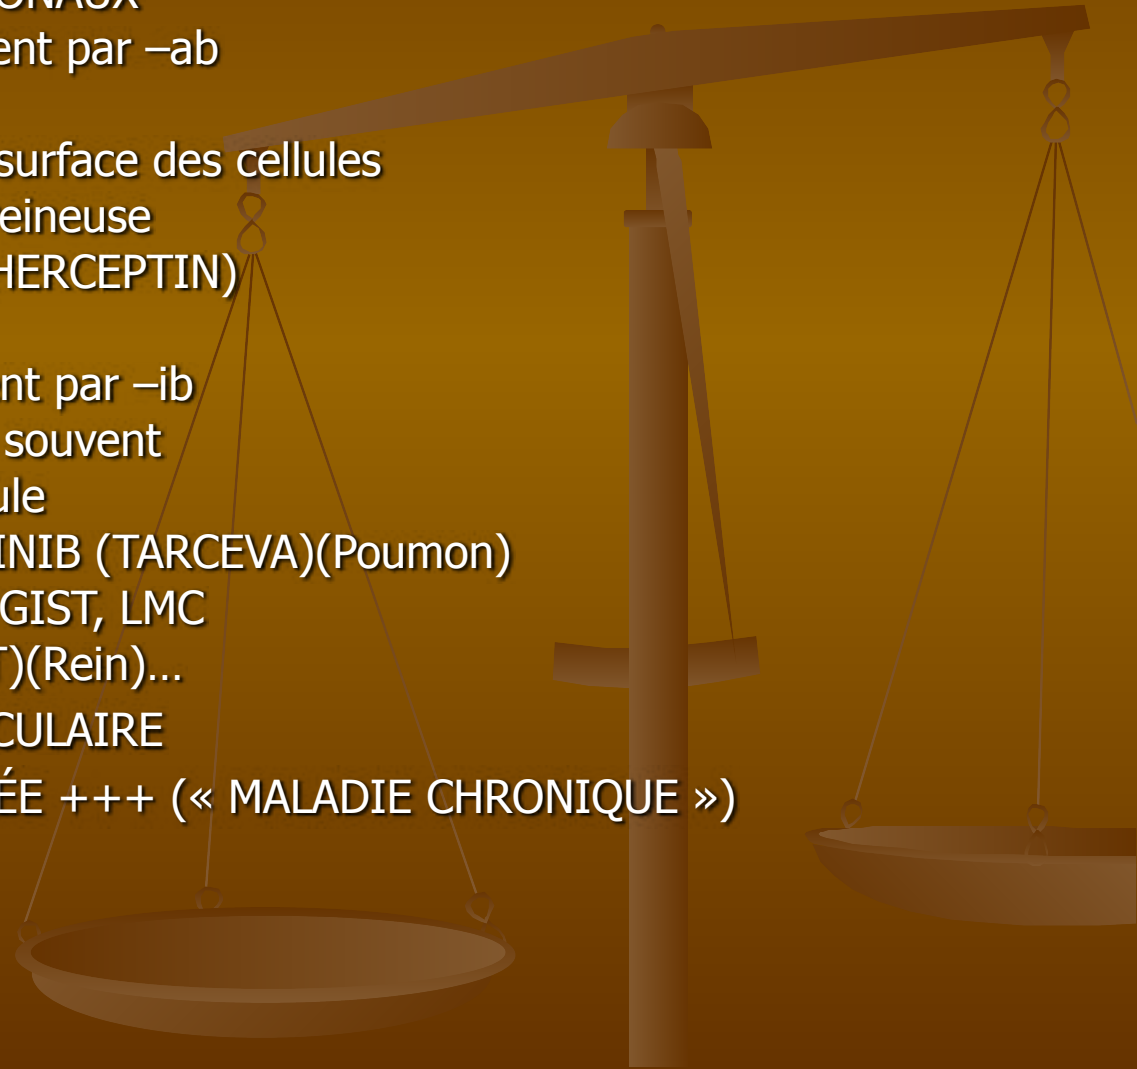 ONAUX
ent par –ab
surface des cellules
eineuse
HERCEPTIN)
nt par –ib
souvent
ule
INIB (TARCEVA)(Poumon)
GIST, LMC
T)(Rein)…
CULAIRE
ÉE +++ (« MALADIE CHRONIQUE »)